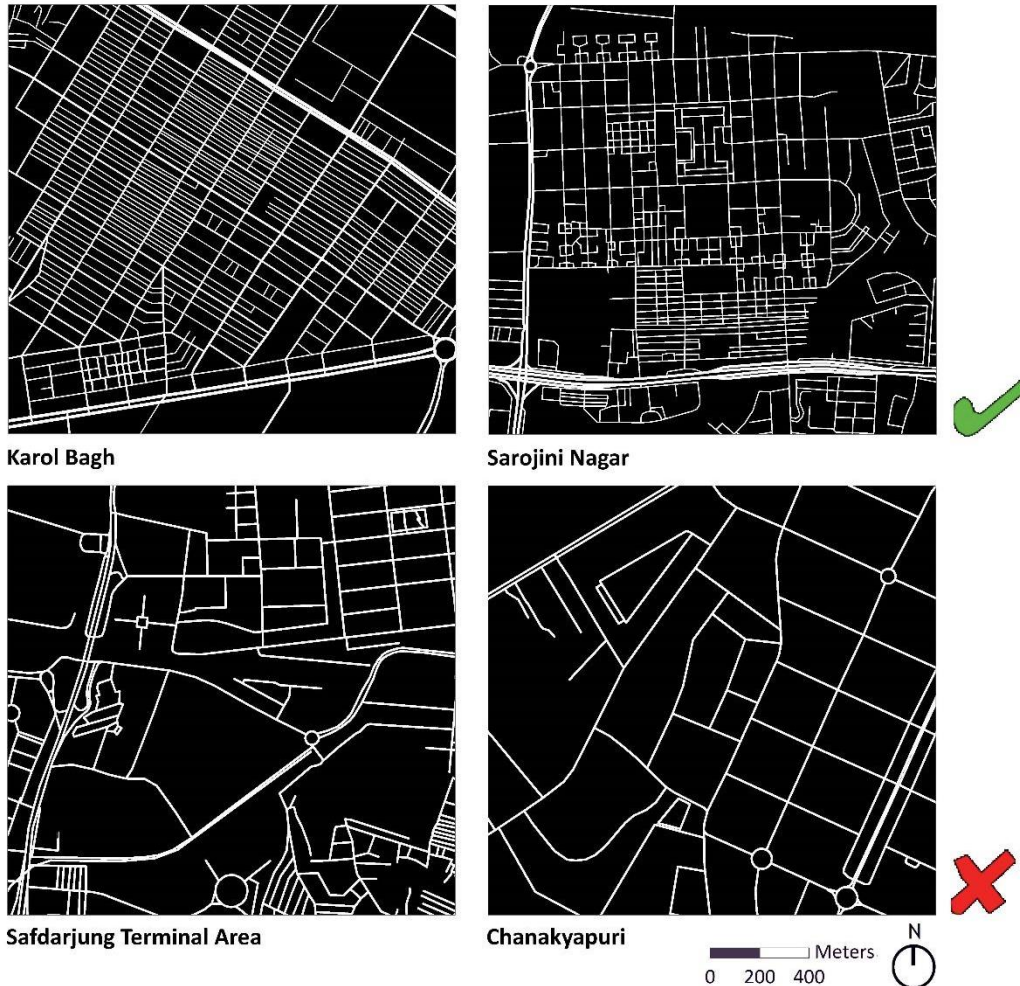 Karol Bagh
Sarojini Nagar
Safdarjung Terminal Area
Chanakyapuri
N
Meters
0 200 400